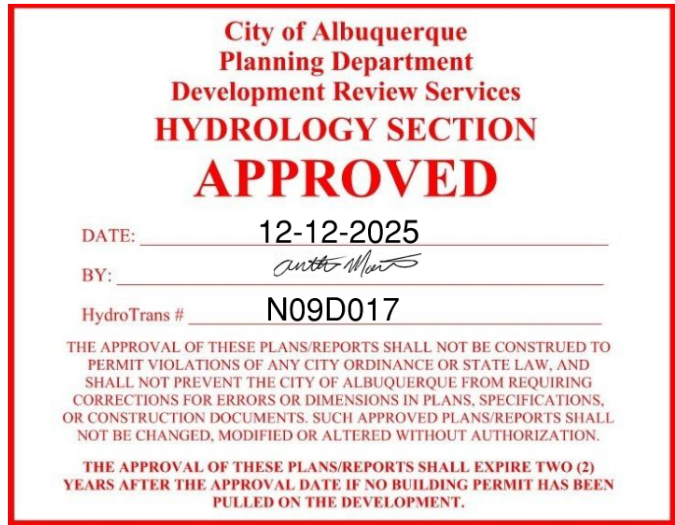 City of Albuquerque
Planning Department
Development Review Services
HYDROLOGY SECTION
APPROVED
DATE: 12-12-2025
BY:
HydroTrans # N09D017
THE APPROVAL OF THESE PLANS/REPORTS SHALL NOT BE CONSTRUED TO
PERMIT VIOLATIONS OF ANY CITY ORDINANCE OR STATE LAW, AND
SHALL NOT PREVENT THE CITY OF ALBUQUERQUE FROM REQUIRING
CORRECTIONS FOR ERRORS OR DIMENSIONS IN PLANS, SPECIFICATIONS,
OR CONSTRUCTION DOCUMENTS. SUCH APPROVED PLANS/REPORTS SHALL
NOT BE CHANGED, MODIFIED OR ALTERED WITHOUT AUTHORIZATION.
THE APPROVAL OF THESE PLANS/REPORTS SHALL EXPIRE TWO (2)
YEARS AFTER THE APPROVAL DATE IF NO BUILDING PERMIT HAS BEEN
PULLED ON THE DEVELOPMENT.